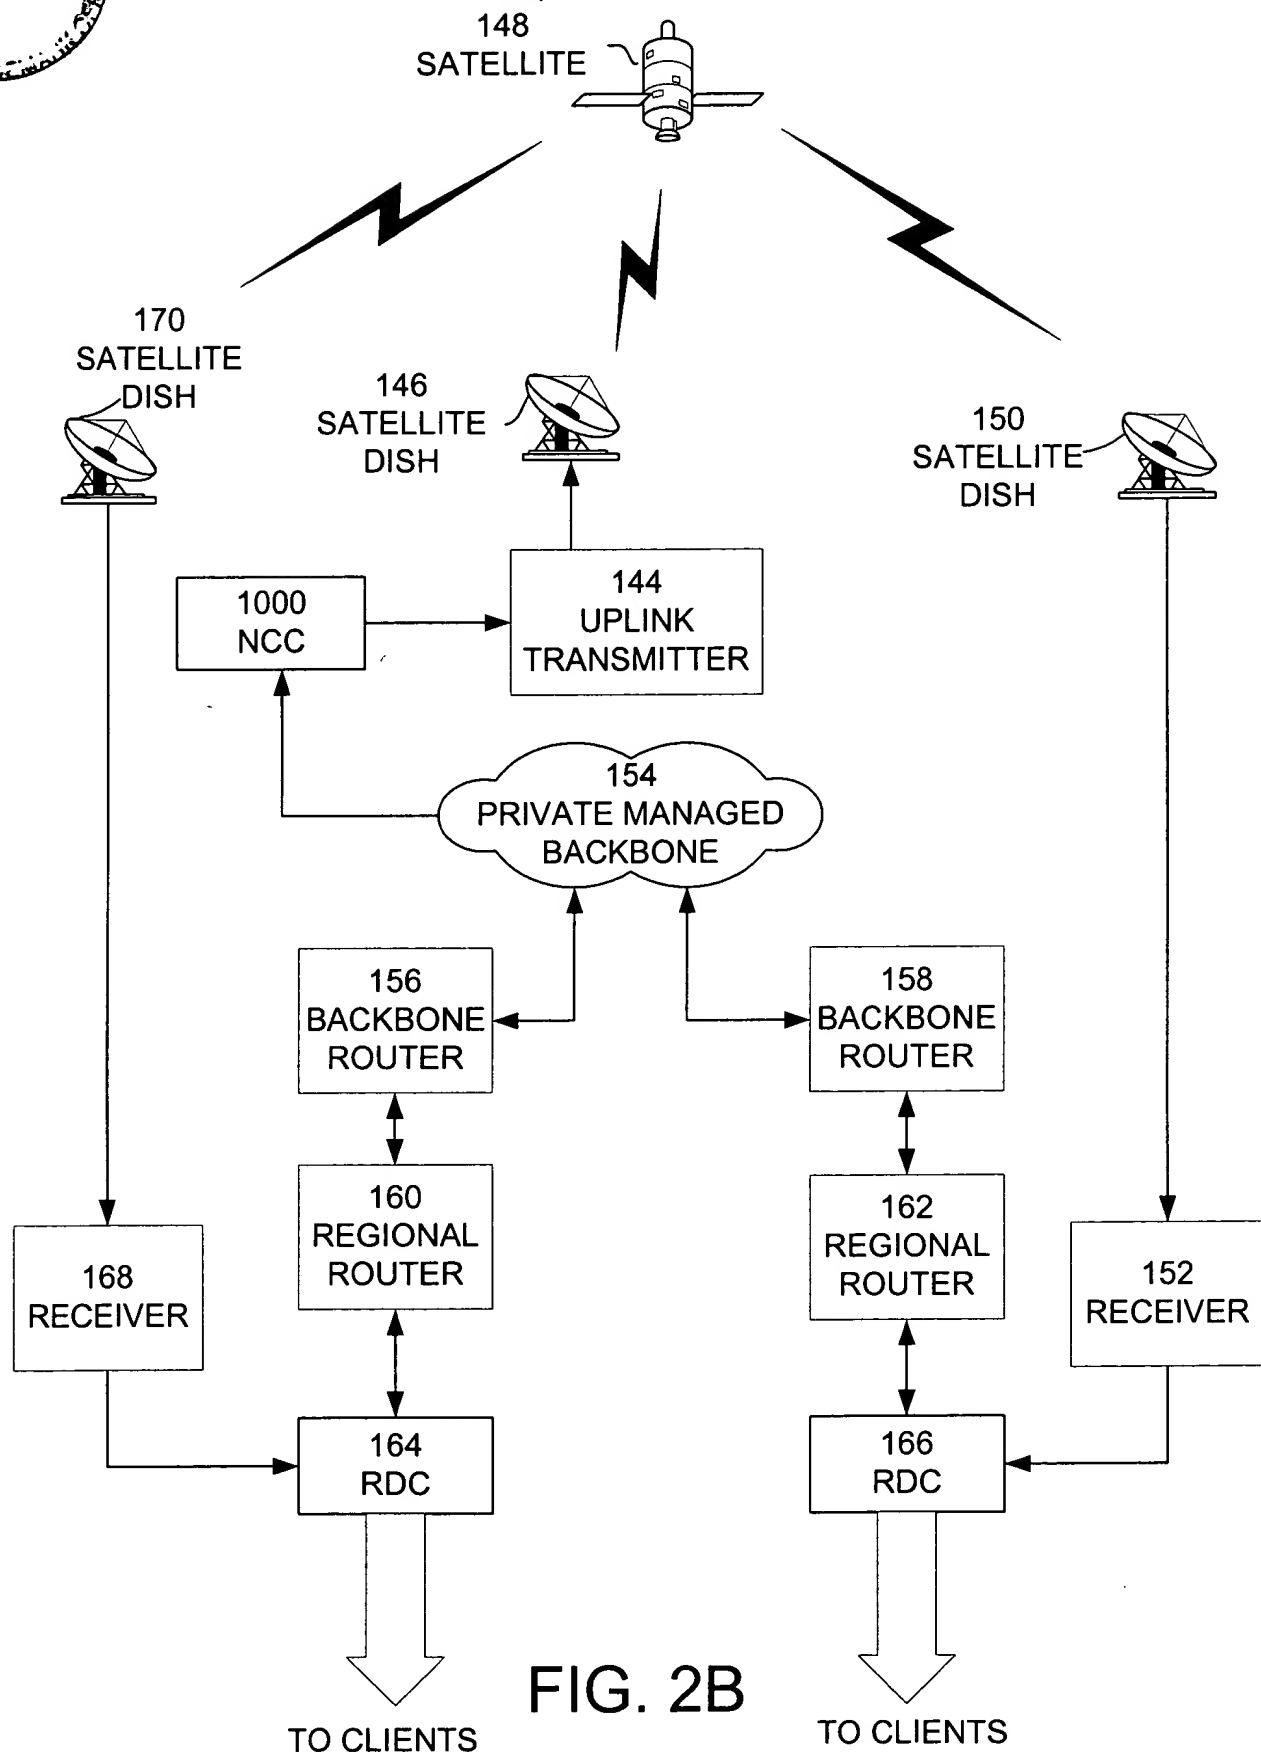 148
SATELLITE
170
SATELLITE
DISH
146
SATELLITE
DISH
150
SATELLITE
DISH
1000
NCC
144
UPLINK
TRANSMITTER
154
PRIVATE MANAGED
BACKBONE
156
BACKBONE
ROUTER
158
BACKBONE
ROUTER
160
REGIONAL
ROUTER
162
REGIONAL
ROUTER
168
RECEIVER
152
RECEIVER
164
RDC
166
RDC
FIG. 2B
TO CLIENTS
TO CLIENTS